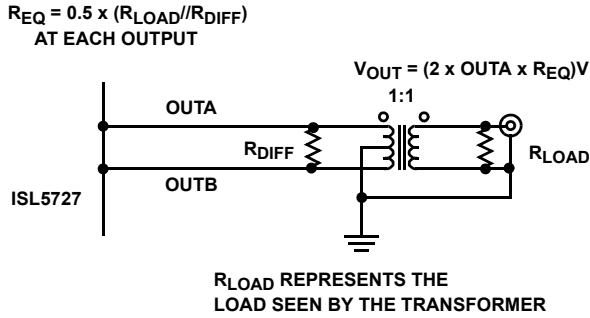 REQ = 0.5 x (RLOAD//RDIFF)
AT EACH OUTPUT
VOUT = (2 x OUTA x REQ)V
1:1
OUTA
RDIFF
RLOAD
OUTB
ISL5727
RLOAD REPRESENTS THE
LOAD SEEN BY THE TRANSFORMER